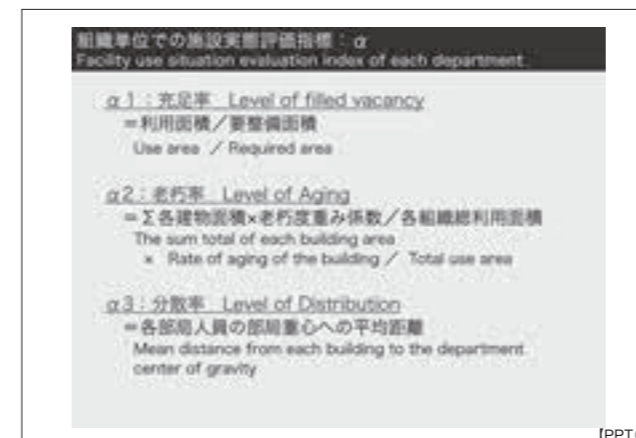 組織単位での施設実態評価指標：α
Facility use situation evaluation index of each department
α1：充足率　Level of filled vacancy
＝利用面積／要整備面積
Use area ／ Required area
α2：老朽率　Level of Aging
＝Σ各建物面積×老朽度重み係数／各組織総利用面積
The sum total of each building area
× Rate of aging of the building ／ Total use area
α3：分散率　Level of Distribution
＝各部局人員の部局重心への平均距離
Mean distance from each building to the department
center of gravity
【PPT